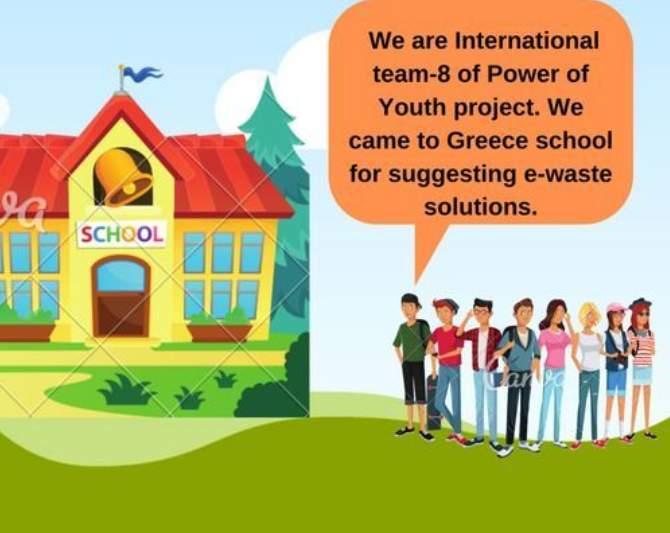 We are International
team-8 of Power of
Youth project. We
came to Greece school
for suggesting e-waste
solutions.
SCHOOL
Canva